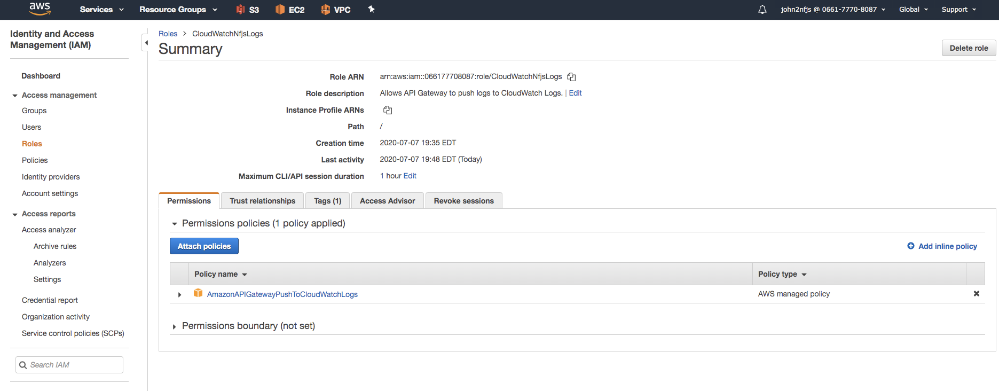 aws Services Resource Groups S3 EC2 VPC john2nfjs @ 0661-7770-8087 Global Support
Identity and Access
Management (IAM)
Dashboard
Access management
Groups
Users
Roles
Policies
Identity providers
Account settings
Access reports
Access analyzer
Archive rules
Analyzers
Settings
Credential report
Organization activity
Service control policies (SCPs)
Search IAM
Roles > CloudWatchNfjsLogs
Summary
Delete role
Role ARN arn:aws:iam::066177708087:role/CloudWatchNfjsLogs
Role description Allows API Gateway to push logs to CloudWatch Logs. | Edit
Instance Profile ARNs
Path /
Creation time 2020-07-07 19:35 EDT
Last activity 2020-07-07 19:48 EDT (Today)
Maximum CLI/API session duration 1 hour Edit
Permissions Trust relationships Tags (1) Access Advisor Revoke sessions
Permissions policies (1 policy applied)
Attach policies Add inline policy
Policy name Policy type
AmazonAPIGatewayPushToCloudWatchLogs AWS managed policy
Permissions boundary (not set)